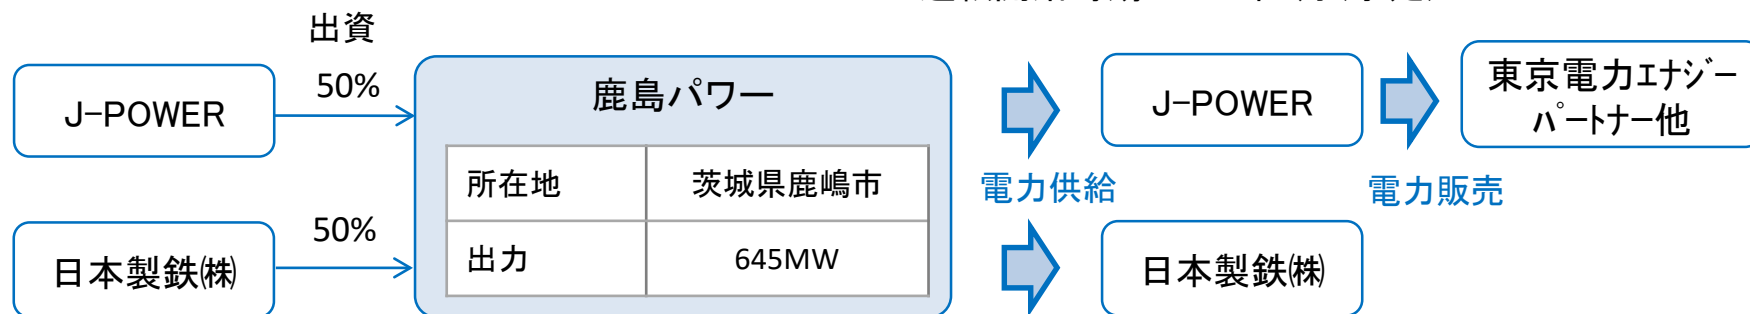 出資
50%
J-POWER
鹿島パワー
所在地 茨城県鹿嶋市
出力 645MW
50%
日本製鉄㈱
電力供給
J-POWER
日本製鉄㈱
電力販売
東京電力ｴﾅｼﾞｰ
ﾊﾟｰﾄﾅｰ他